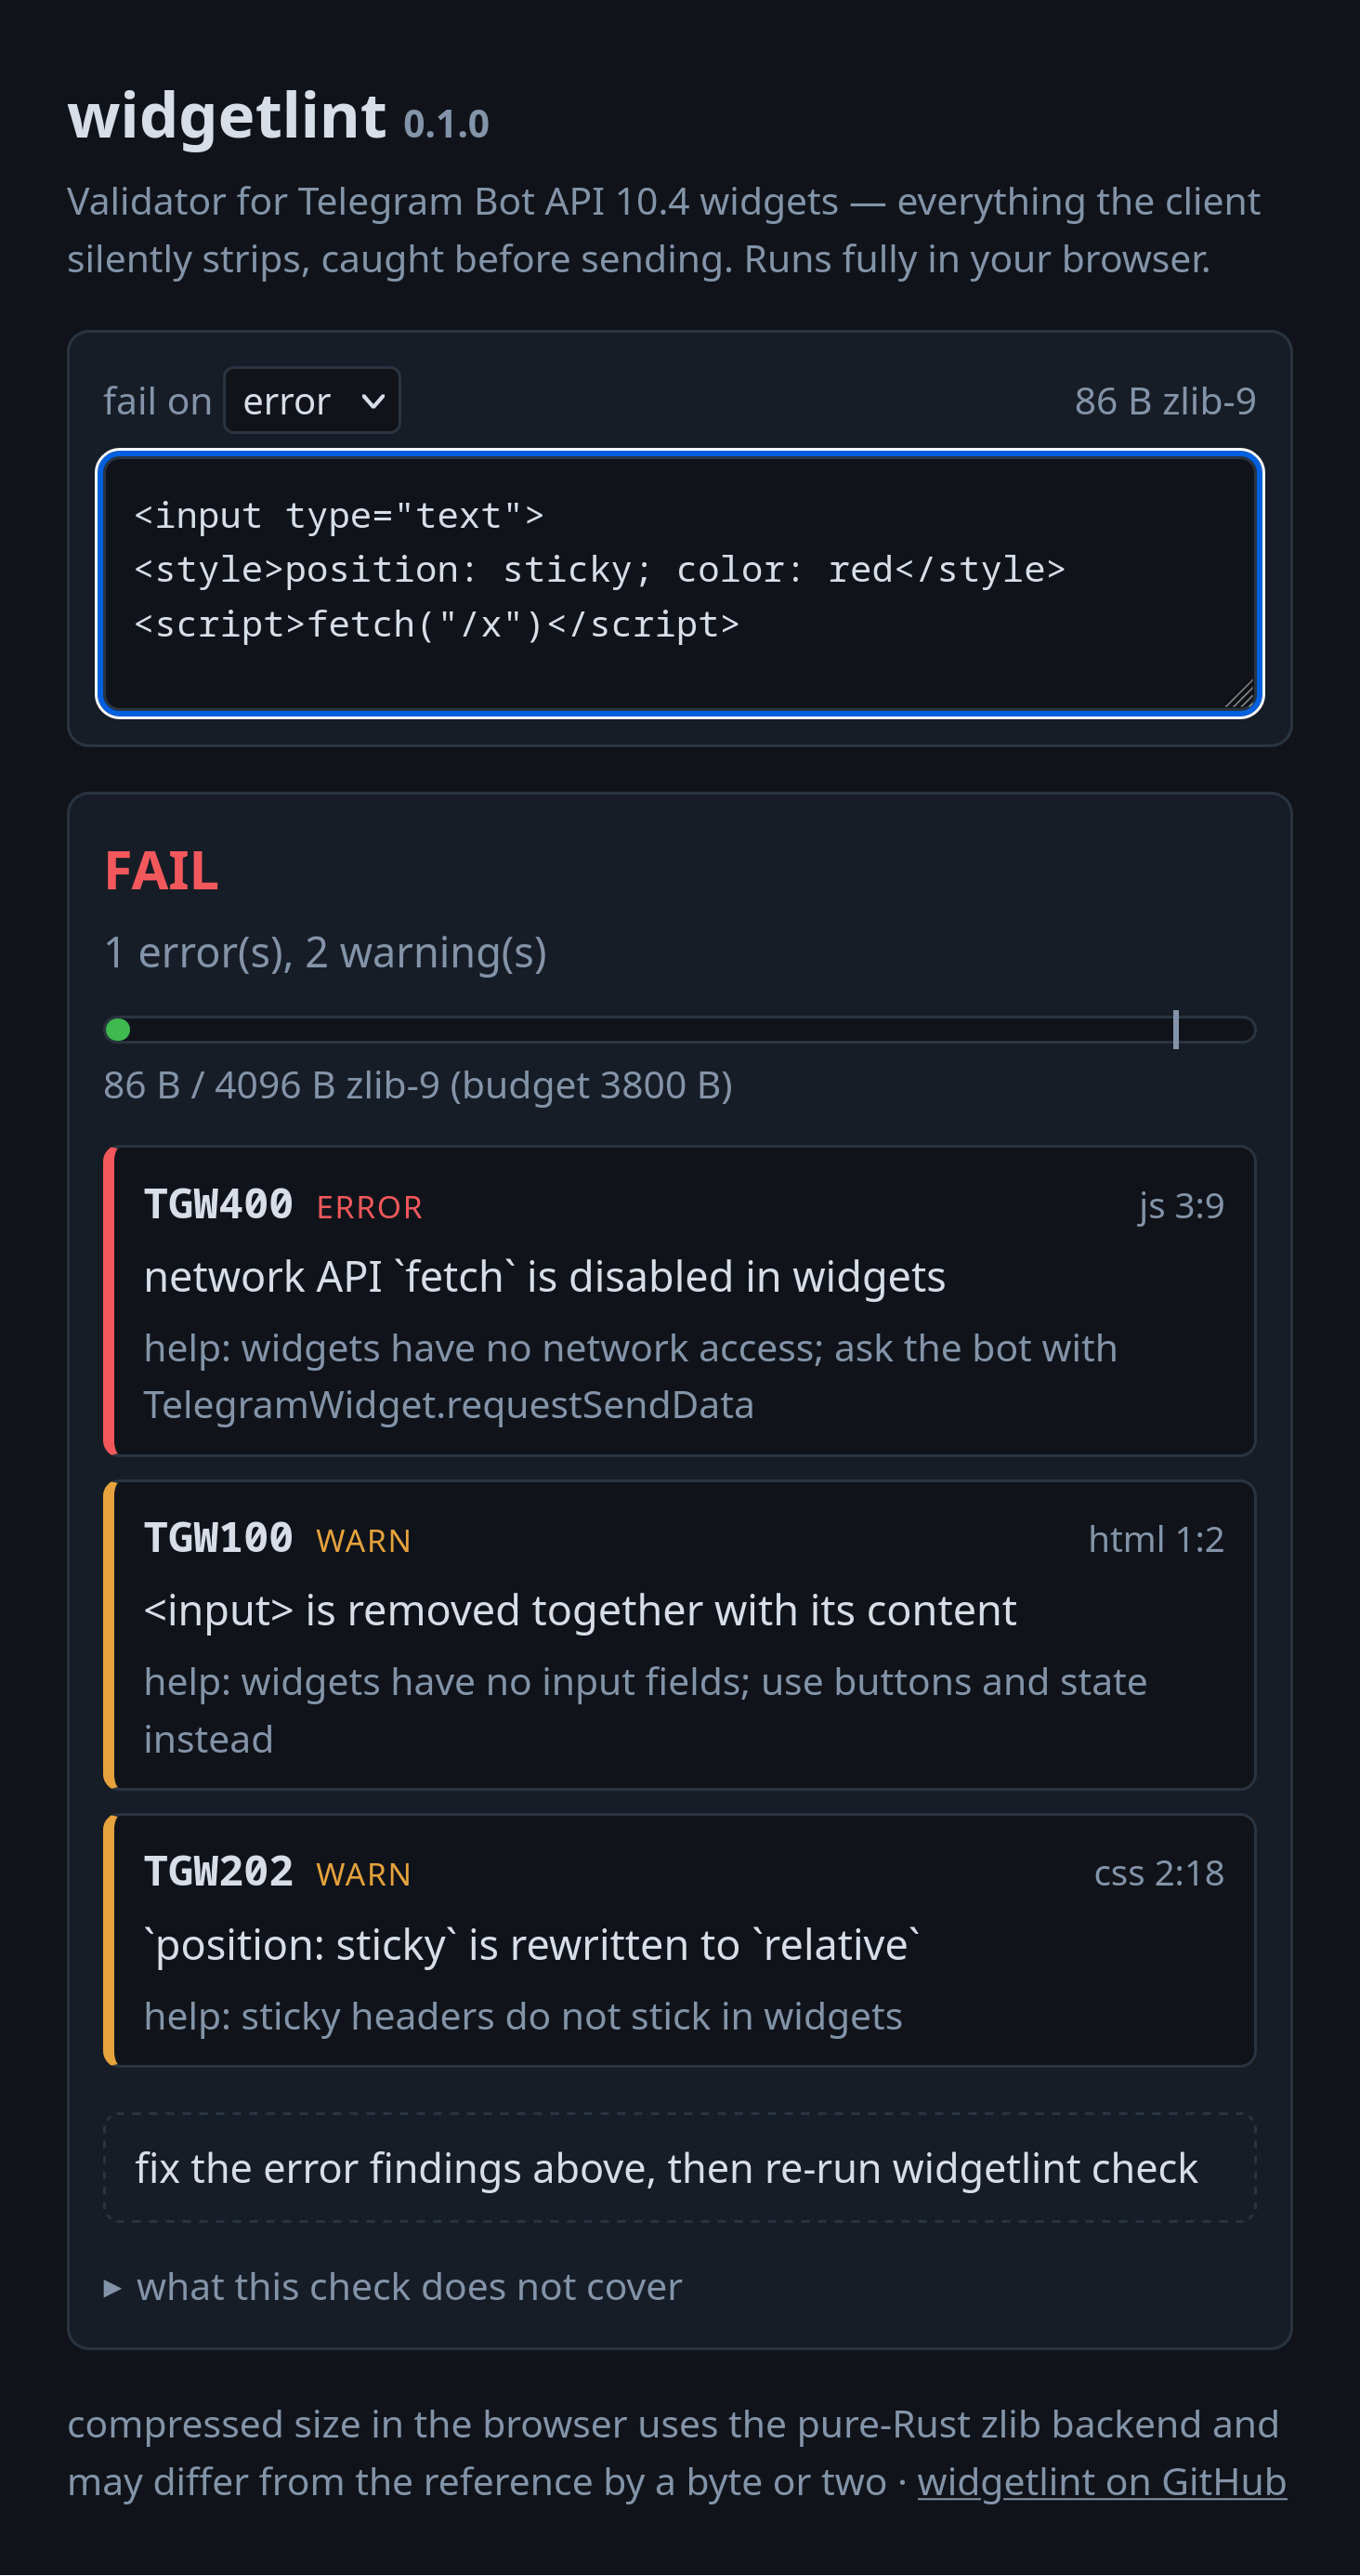 widgetlint 0.1.0
Validator for Telegram Bot API 10.4 widgets — everything the client
silently strips, caught before sending. Runs fully in your browser.
fail on error 86 B zlib-9
<input type="text">
<style>position: sticky; color: red</style>
<script>fetch("/x")</script>
FAIL
1 error(s), 2 warning(s)
86 B / 4096 B zlib-9 (budget 3800 B)
TGW400 ERROR js 3:9
network API `fetch` is disabled in widgets
help: widgets have no network access; ask the bot with
TelegramWidget.requestSendData
TGW100 WARN html 1:2
<input> is removed together with its content
help: widgets have no input fields; use buttons and state
instead
TGW202 WARN css 2:18
`position: sticky` is rewritten to `relative`
help: sticky headers do not stick in widgets
fix the error findings above, then re-run widgetlint check
▸ what this check does not cover
compressed size in the browser uses the pure-Rust zlib backend and
may differ from the reference by a byte or two · widgetlint on GitHub